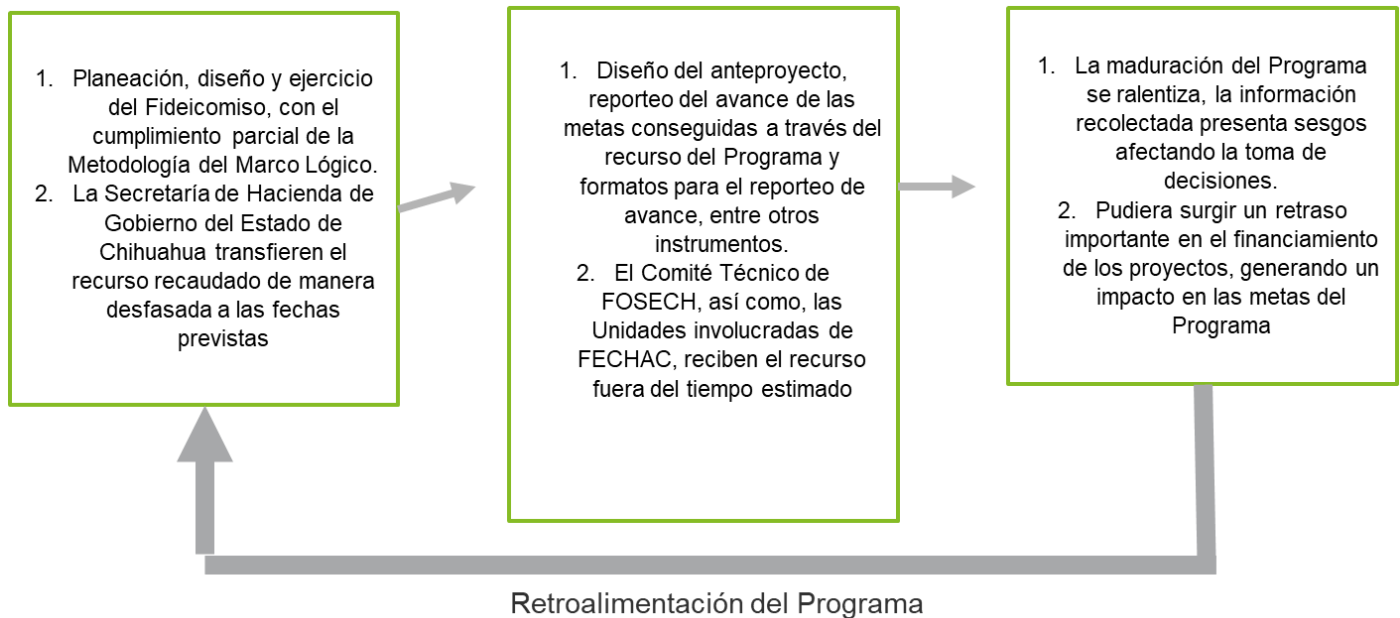 1. Planeación, diseño y ejercicio
del Fideicomiso, con el
cumplimiento parcial de la
Metodología del Marco Lógico.
2. La Secretaría de Hacienda de
Gobierno del Estado de
Chihuahua transfieren el
recurso recaudado de manera
desfasada a las fechas
previstas
1. Diseño del anteproyecto,
reporteo del avance de las
metas conseguidas a través del
recurso del Programa y
formatos para el reporteo de
avance, entre otros
instrumentos.
2. El Comité Técnico de
FOSECH, así como, las
Unidades involucradas de
FECHAC, reciben el recurso
fuera del tiempo estimado
1. La maduración del Programa
se ralentiza, la información
recolectada presenta sesgos
afectando la toma de
decisiones.
2. Pudiera surgir un retraso
importante en el financiamiento
de los proyectos, generando un
impacto en las metas del
Programa
Retroalimentación del Programa